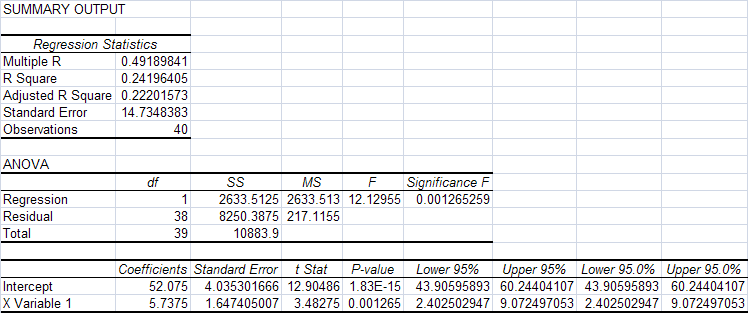 SUMMARY OUTPUT
Regression Statistics
Multiple R 0.49189841
R Square 0.24196405
Adjusted R Square 0.22201573
Standard Error 14.7348383
Observations 40
ANOVA
df SS MS F Significance F
Regression 1 2633.5125 2633.513 12.12955 0.001265259
Residual 38 8250.3875 217.1155
Total 39 10883.9
Coefficients Standard Error t Stat P-value Lower 95% Upper 95% Lower 95.0% Upper 95.0%
Intercept 52.075 4.035301666 12.90486 1.83E-15 43.90595893 60.24404107 43.90595893 60.24404107
X Variable 1 5.7375 1.647405007 3.48275 0.001265 2.402502947 9.072497053 2.402502947 9.072497053